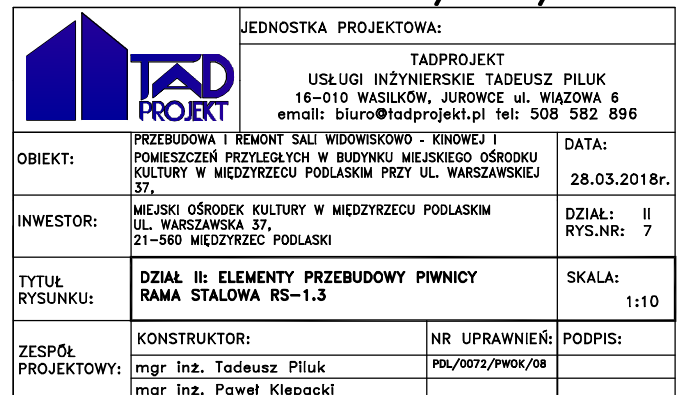 TAD
PROJEKT
JEDNOSTKA PROJEKTOWA:
TADPROJEKT
USŁUGI INŻYNIERSKIE TADEUSZ PILUK
16-010 WASILKÓW, JUROWCE ul. WIĄZOWA 6
email: biuro@tadprojekt.pl tel: 508 582 896
OBIEKT:
PRZEBUDOWA I REMONT SALI WIDOWISKOWO - KINOWEJ I
POMIESZCZEŃ PRZYLEGŁYCH W BUDYNKU MIEJSKIEGO OŚRODKU
KULTURY W MIĘDZYRZECU PODLASKIM PRZY UL. WARSZAWSKIEJ
37,
DATA:
28.03.2018r.
INWESTOR:
MIEJSKI OŚRODEK KULTURY W MIĘDZYRZECU PODLASKIM
UL. WARSZAWSKA 37,
21-560 MIĘDZYRZEC PODLASKI
DZIAŁ: II
RYS.NR: 7
TYTUŁ
RYSUNKU:
DZIAŁ II: ELEMENTY PRZEBUDOWY PIWNICY
RAMA STALOWA RS-1.3
SKALA:
1:10
ZESPÓŁ
PROJEKTOWY:
KONSTRUKTOR:
NR UPRAWNIEŃ:
PODPIS:
mgr inż. Tadeusz Piluk
PDL/0072/PWOK/08
mgr inż. Paweł Klepacki